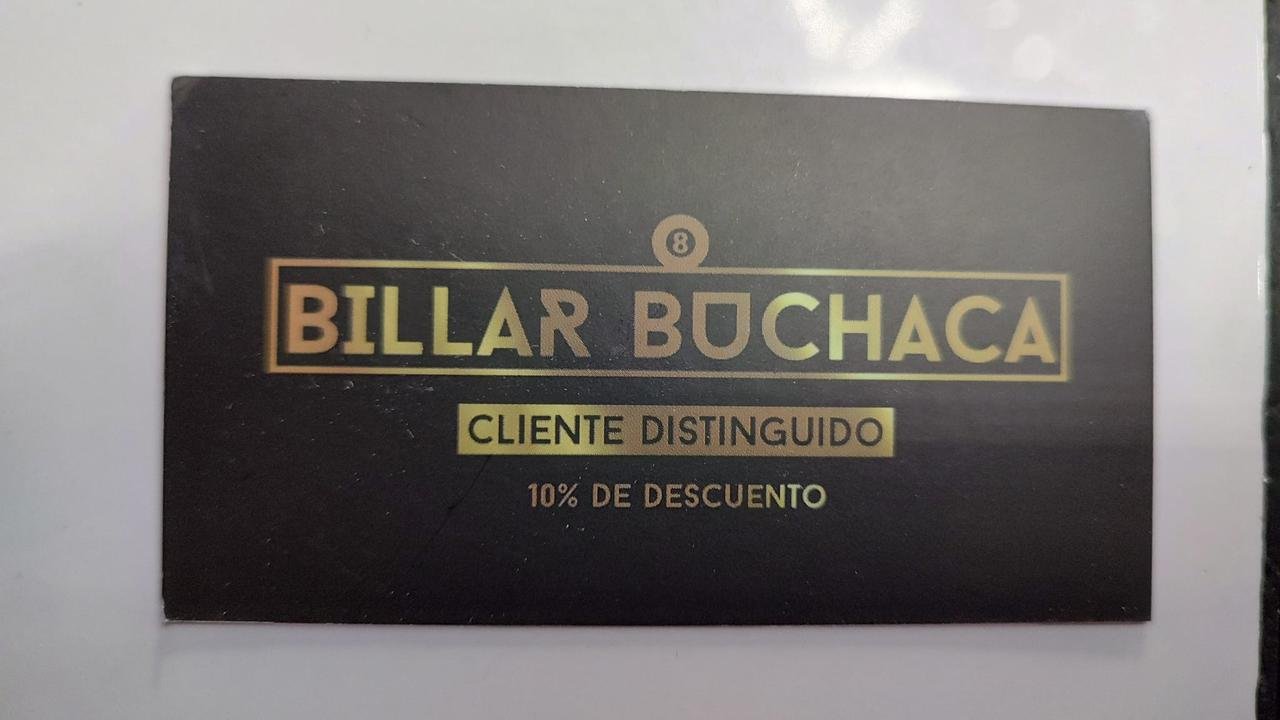 8
BILLAR BUCHACA
CLIENTE DISTINGUIDO
10% DE DESCUENTO